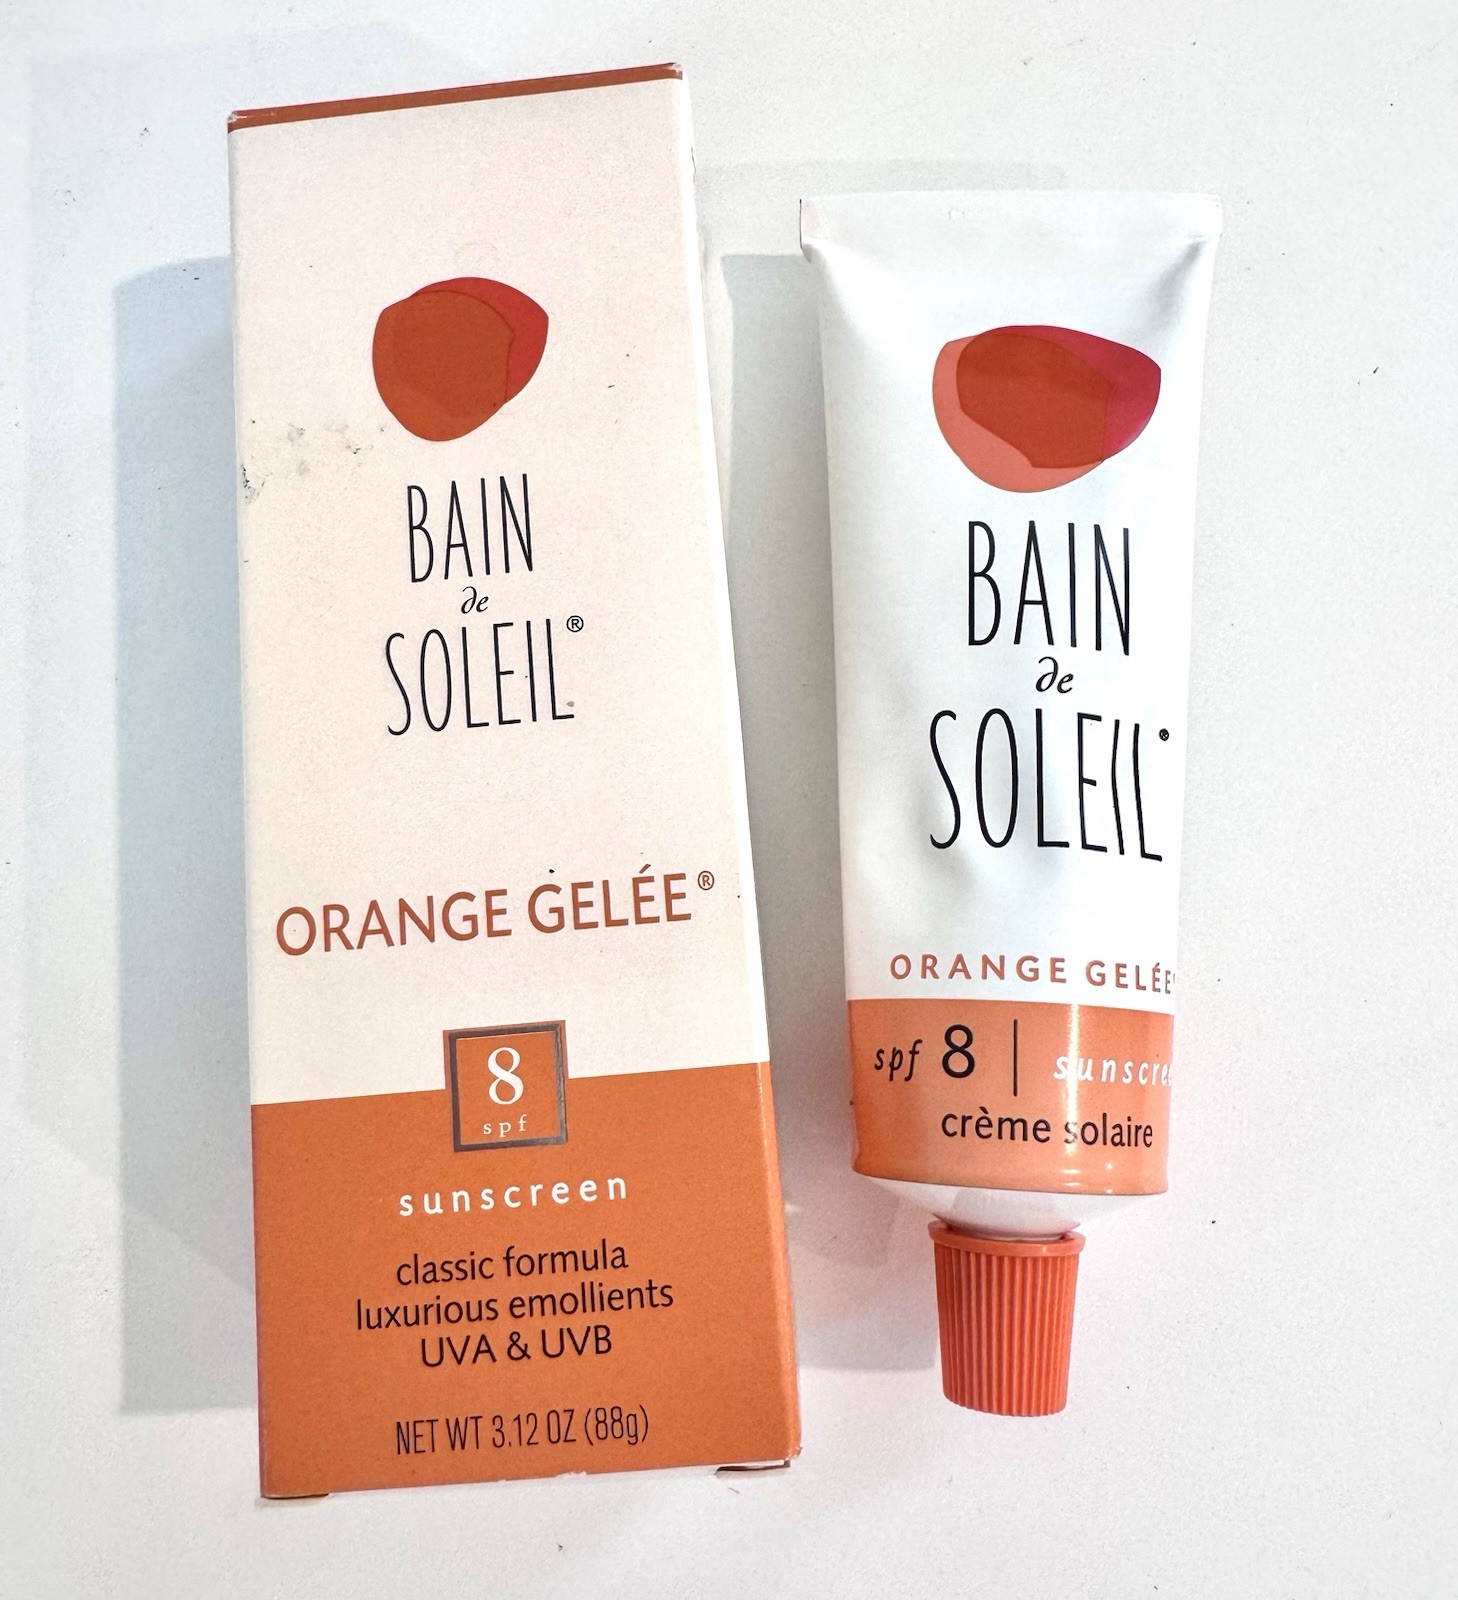 BAIN
de
SOLEIL®
ORANGE GELÉE®
8
spf
sunscreen
classic formula
luxurious emollients
UVA & UVB
NET WT 3.12 OZ (88g)
BAIN
de
SOLEIL®
ORANGE GELÉE
spf 8 | sunscree
crème solaire